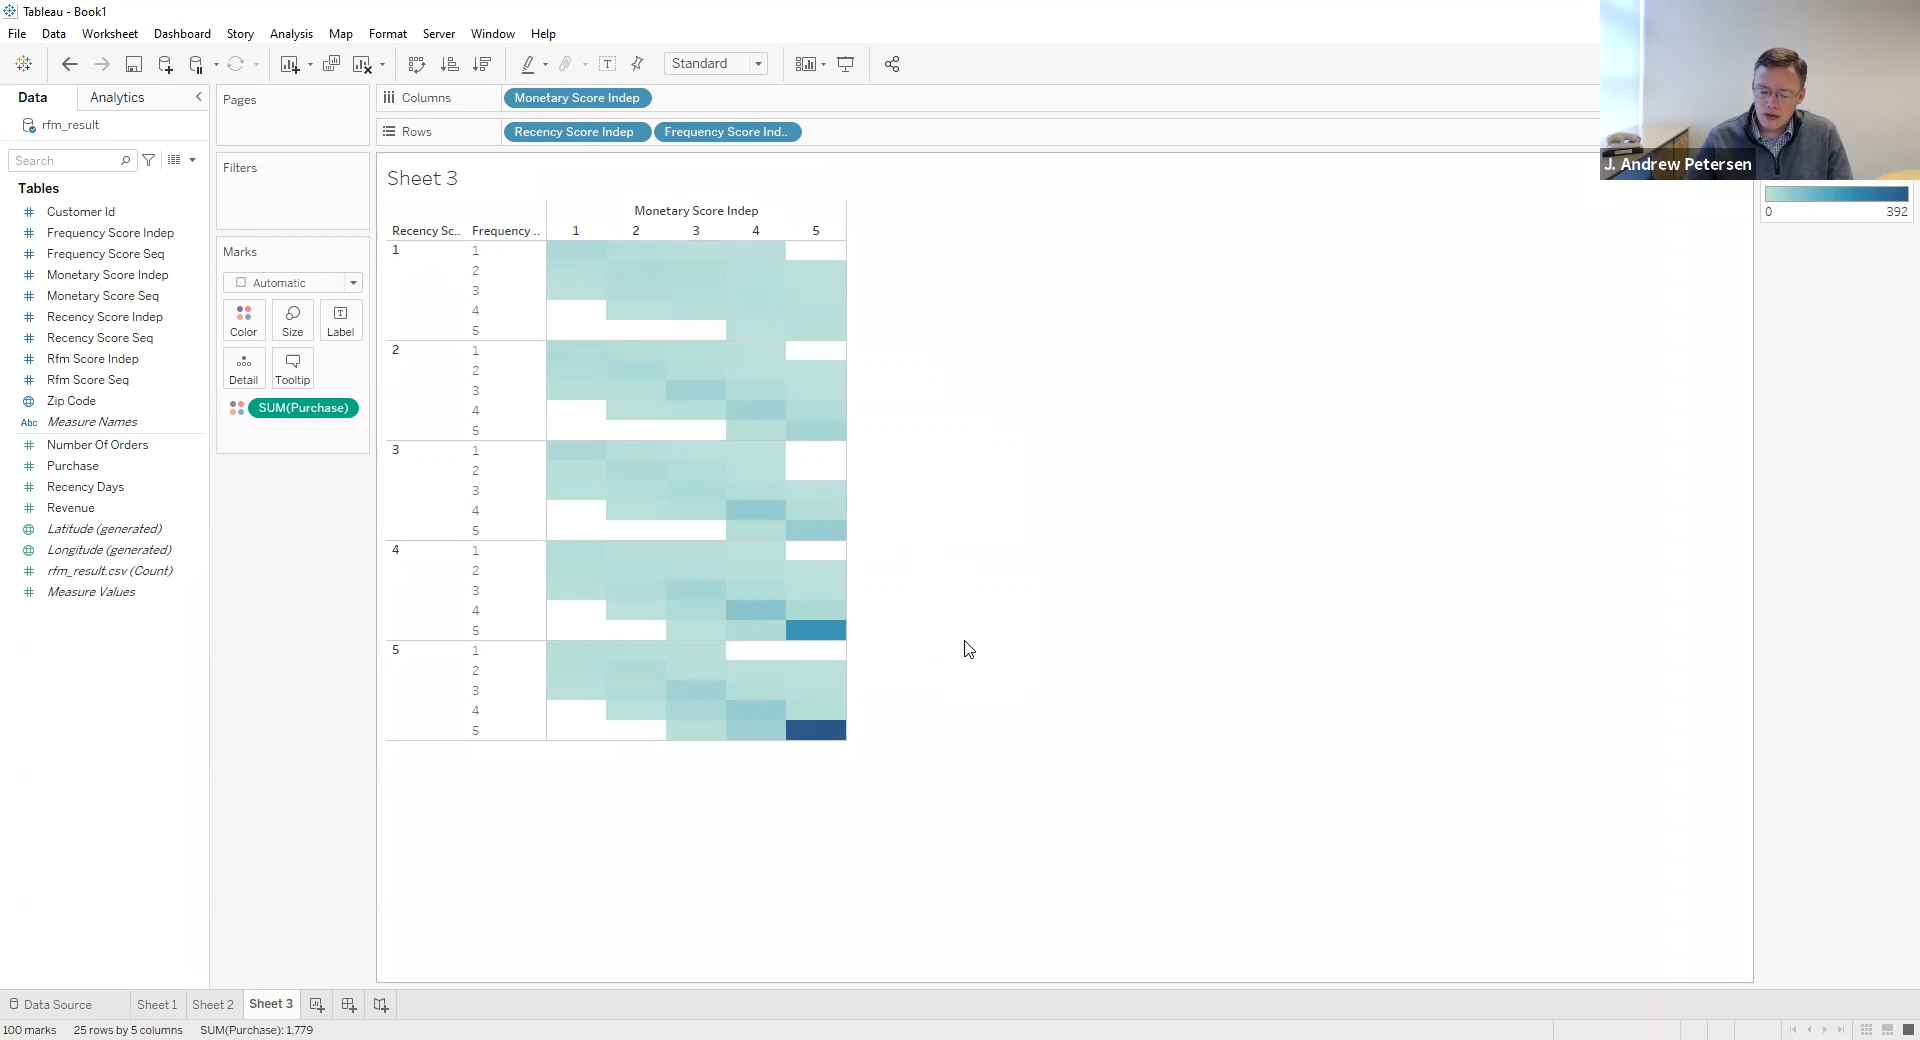 Tableau - Book1
File Data Worksheet Dashboard Story Analysis Map Format Server Window Help
Standard
Data Analytics
rfm_result
Search
Tables
Customer Id
Frequency Score Indep
Frequency Score Seq
Monetary Score Indep
Monetary Score Seq
Recency Score Indep
Recency Score Seq
Rfm Score Indep
Rfm Score Seq
Zip Code
Abc Measure Names
Number Of Orders
Purchase
Recency Days
Revenue
Latitude (generated)
Longitude (generated)
rfm_result.csv (Count)
Measure Values
Pages
Filters
Marks
Automatic
Color Size Label
Detail Tooltip
SUM(Purchase)
Columns Monetary Score Indep
Rows Recency Score Indep Frequency Score Ind..
Sheet 3
Monetary Score Indep
Recency Sc.. Frequency .. 1 2 3 4 5
1 1
2
3
4
5
2 1
2
3
4
5
3 1
2
3
4
5
4 1
2
3
4
5
5 1
2
3
4
5
J. Andrew Petersen
0 392
Data Source Sheet 1 Sheet 2 Sheet 3
100 marks 25 rows by 5 columns SUM(Purchase): 1,779